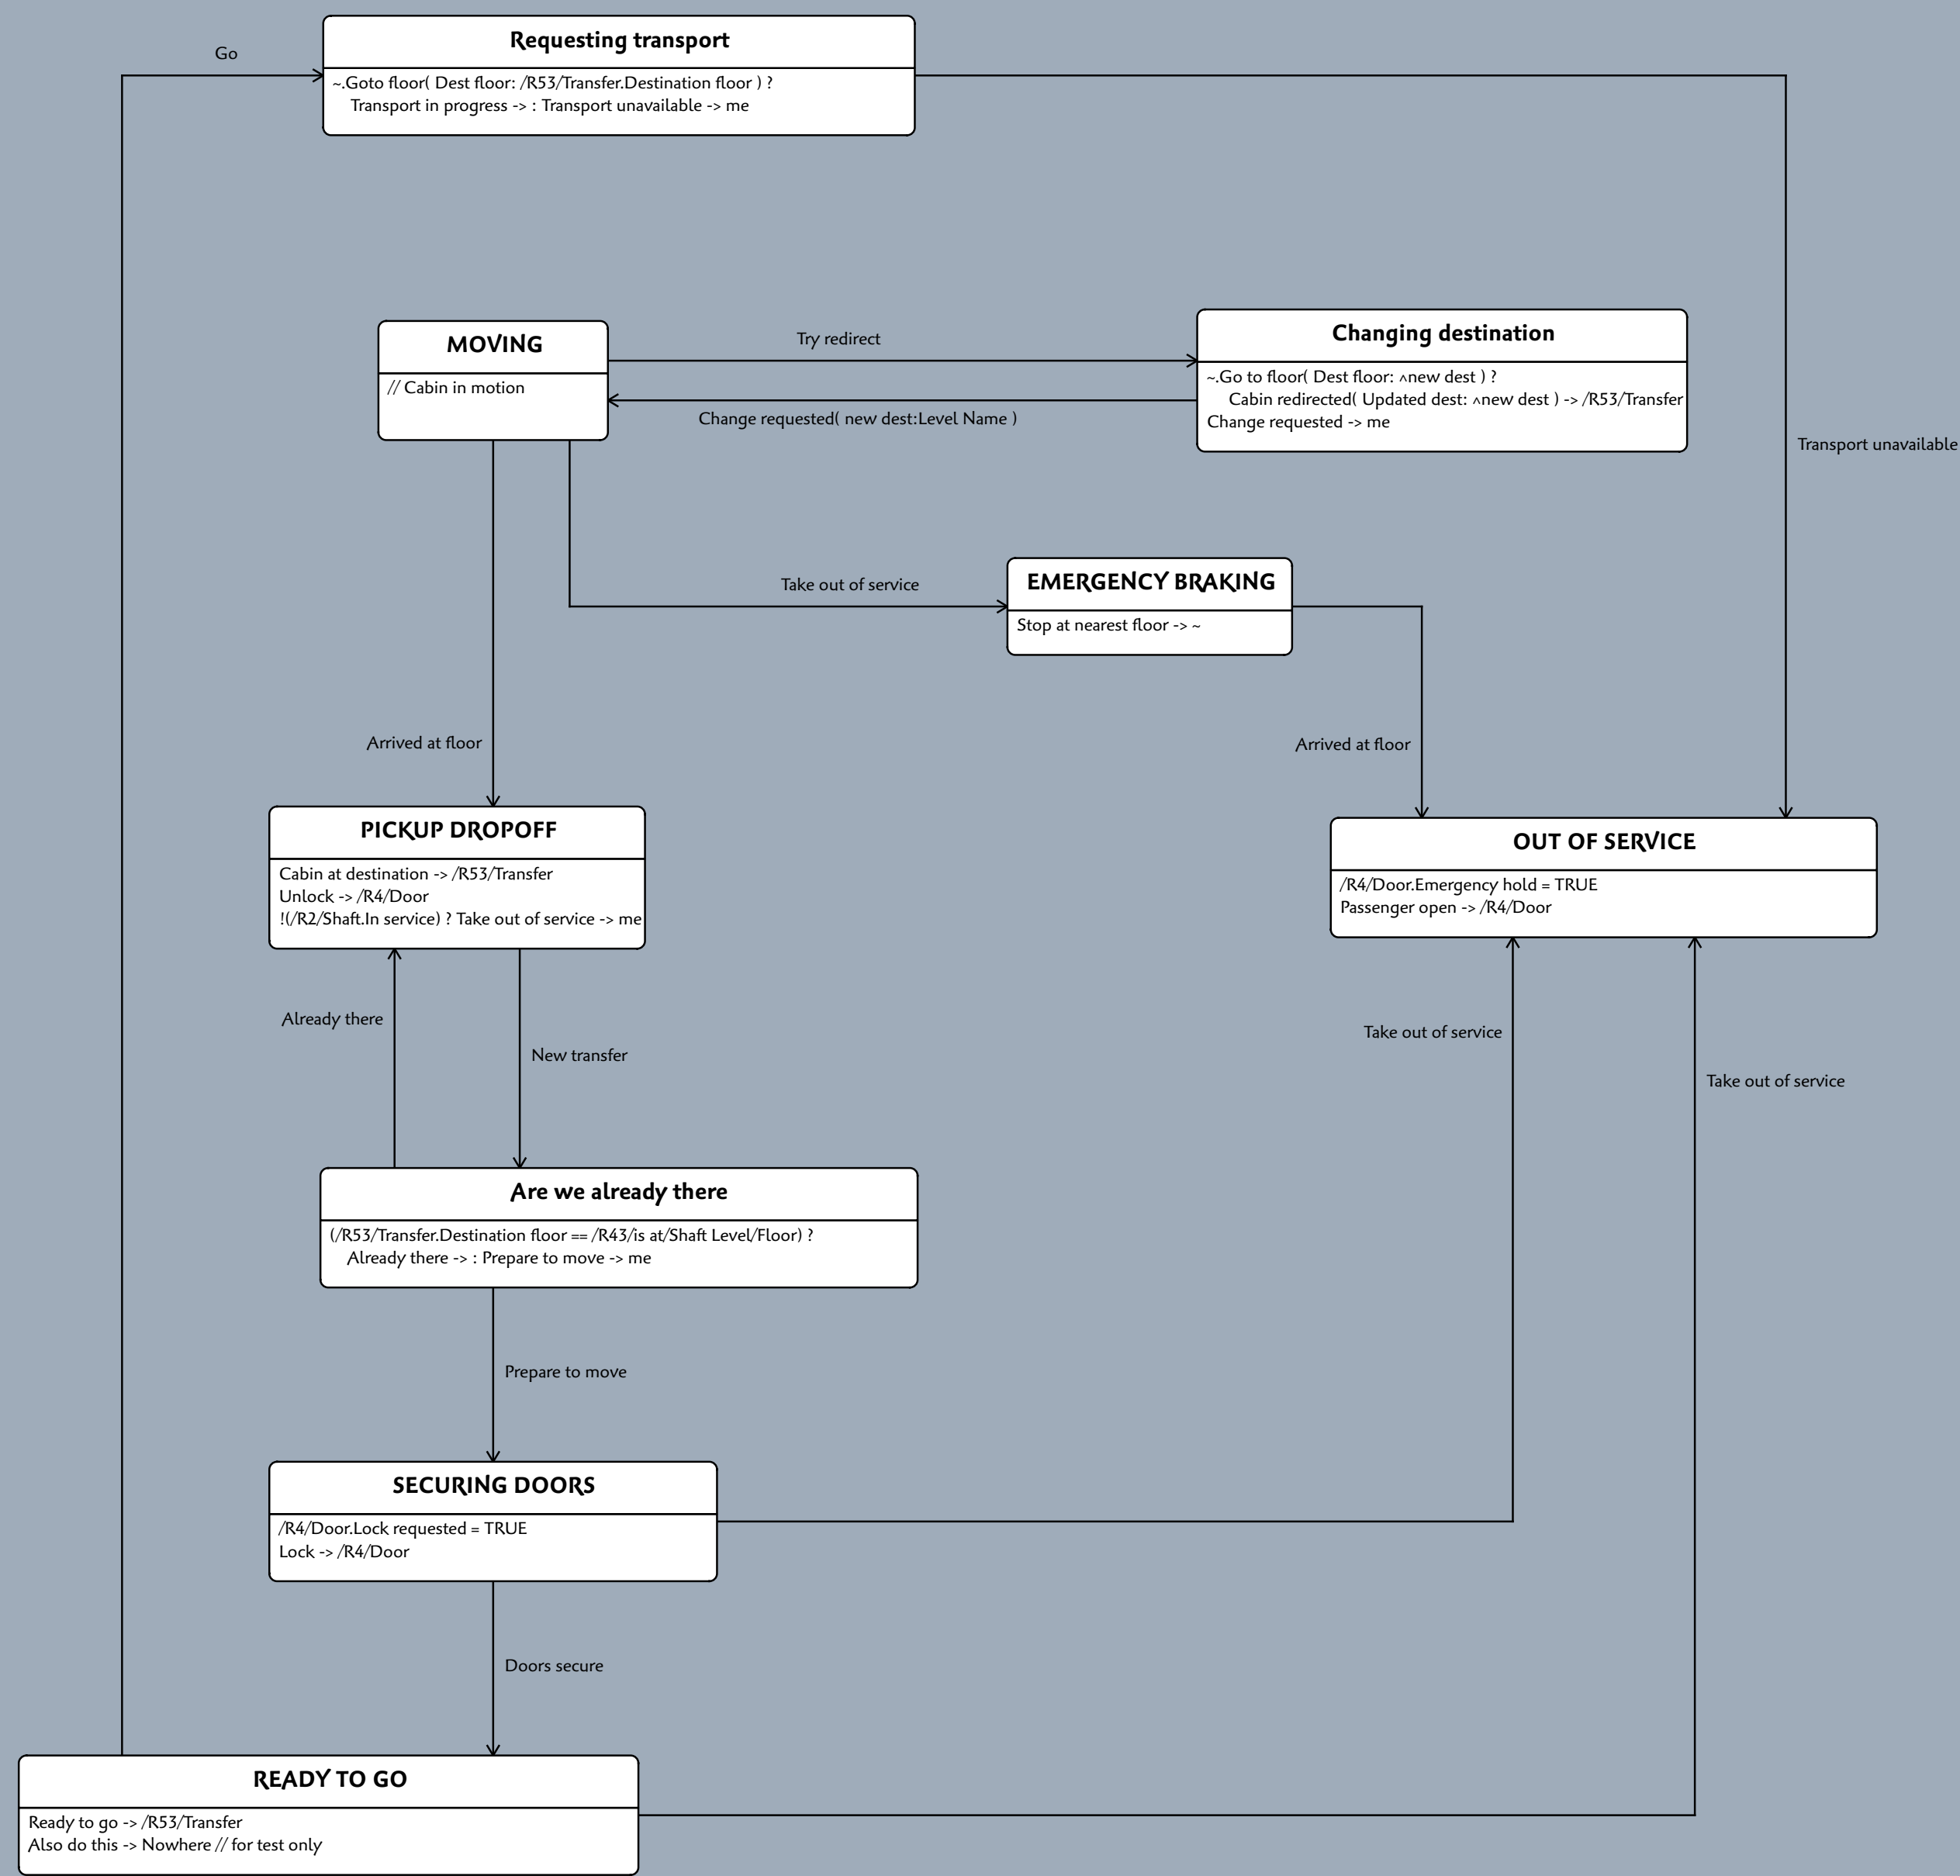 Go
Requesting transport
~.Goto floor( Dest floor: /R53/Transfer.Destination floor ) ?
Transport in progress -> : Transport unavailable -> me
MOVING
// Cabin in motion
Try redirect
Changing destination
~.Go to floor( Dest floor: ^new dest ) ?
Cabin redirected( Updated dest: ^new dest ) -> /R53/Transfer
Change requested -> me
Change requested( new dest:Level Name )
Transport unavailable
Take out of service
EMERGENCY BRAKING
Stop at nearest floor -> ~
Arrived at floor
Arrived at floor
PICKUP DROPOFF
Cabin at destination -> /R53/Transfer
Unlock -> /R4/Door
!(/R2/Shaft.In service) ? Take out of service -> me
OUT OF SERVICE
/R4/Door.Emergency hold = TRUE
Passenger open -> /R4/Door
Already there
New transfer
Take out of service
Take out of service
Are we already there
(/R53/Transfer.Destination floor == /R43/is at/Shaft Level/Floor) ?
Already there -> : Prepare to move -> me
Prepare to move
SECURING DOORS
/R4/Door.Lock requested = TRUE
Lock -> /R4/Door
Doors secure
READY TO GO
Ready to go -> /R53/Transfer
Also do this -> Nowhere // for test only